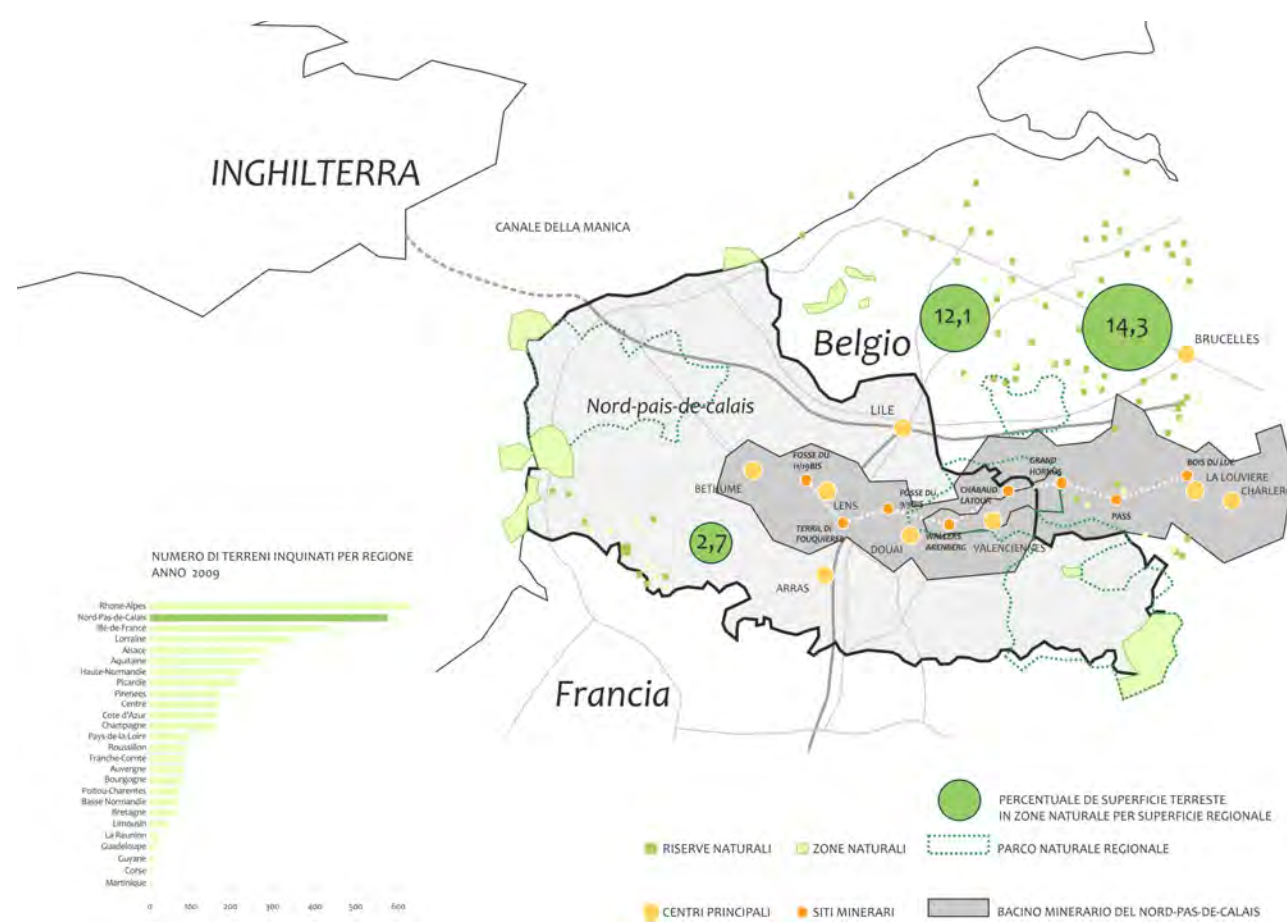 INGHILTERRA
CANALE DELLA MANICA
Belgio
12,1
14,3
BRUCELLES
Nord-pais-de-calais
LILE
FOSSE DU
11/19BIS
GRAND
HORNUS
BOIS DU LUC
BETHUME
LENS
FOSSE DU
9/9BIS
CHABAUD
LATOUR
LA LOUVIERE
CHARLEROI
PASS
TERRIL DI
FOUQUIERES
2,7
DOUAI
WALLERS
ARENBERG
VALENCIENNES
ARRAS
Francia
NUMERO DI TERRENI INQUINATI PER REGIONE
ANNO 2009
Rhone-Alpes
Nord-Pas-de-Calais
Ille-de-France
Lorraine
Alsace
Aquitaine
Haute-Normandie
Picardie
Pirenees
Centre
Cote d'Azur
Champagne
Pays-de-la-Loire
Roussillon
Franche-Comte
Auvergne
Bourgogne
Poitou-Charentes
Basse Normandie
Bretagne
Limousin
La Reunion
Guadeloupe
Guyane
Corse
Martinique
0 100 200 300 400 500 600
PERCENTUALE DE SUPERFICIE TERRESTE
IN ZONE NATURALE PER SUPERFICIE REGIONALE
RISERVE NATURALI
ZONE NATURALI
PARCO NATURALE REGIONALE
CENTRI PRINCIPALI
SITI MINERARI
BACINO MINERARIO DEL NORD-PAS-DE-CALAIS